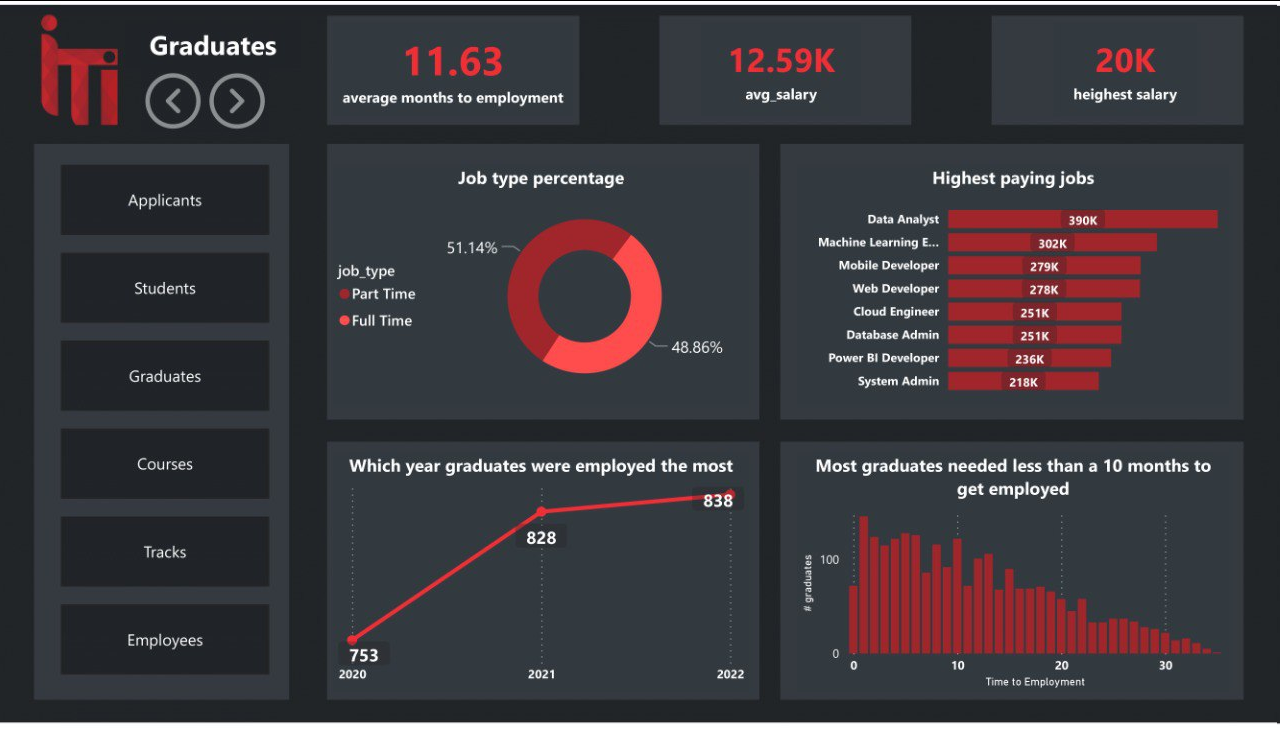 iTi
Graduates
11.63
average months to employment
12.59K
avg_salary
20K
heighest salary
Applicants
Students
Graduates
Courses
Tracks
Employees
Job type percentage
51.14%
job_type
Part Time
Full Time
48.86%
Highest paying jobs
Data Analyst 390K
Machine Learning E... 302K
Mobile Developer 279K
Web Developer 278K
Cloud Engineer 251K
Database Admin 251K
Power BI Developer 236K
System Admin 218K
Which year graduates were employed the most
838
828
753
2020 2021 2022
Most graduates needed less than a 10 months to
get employed
# graduates
100
0
0 10 20 30
Time to Employment